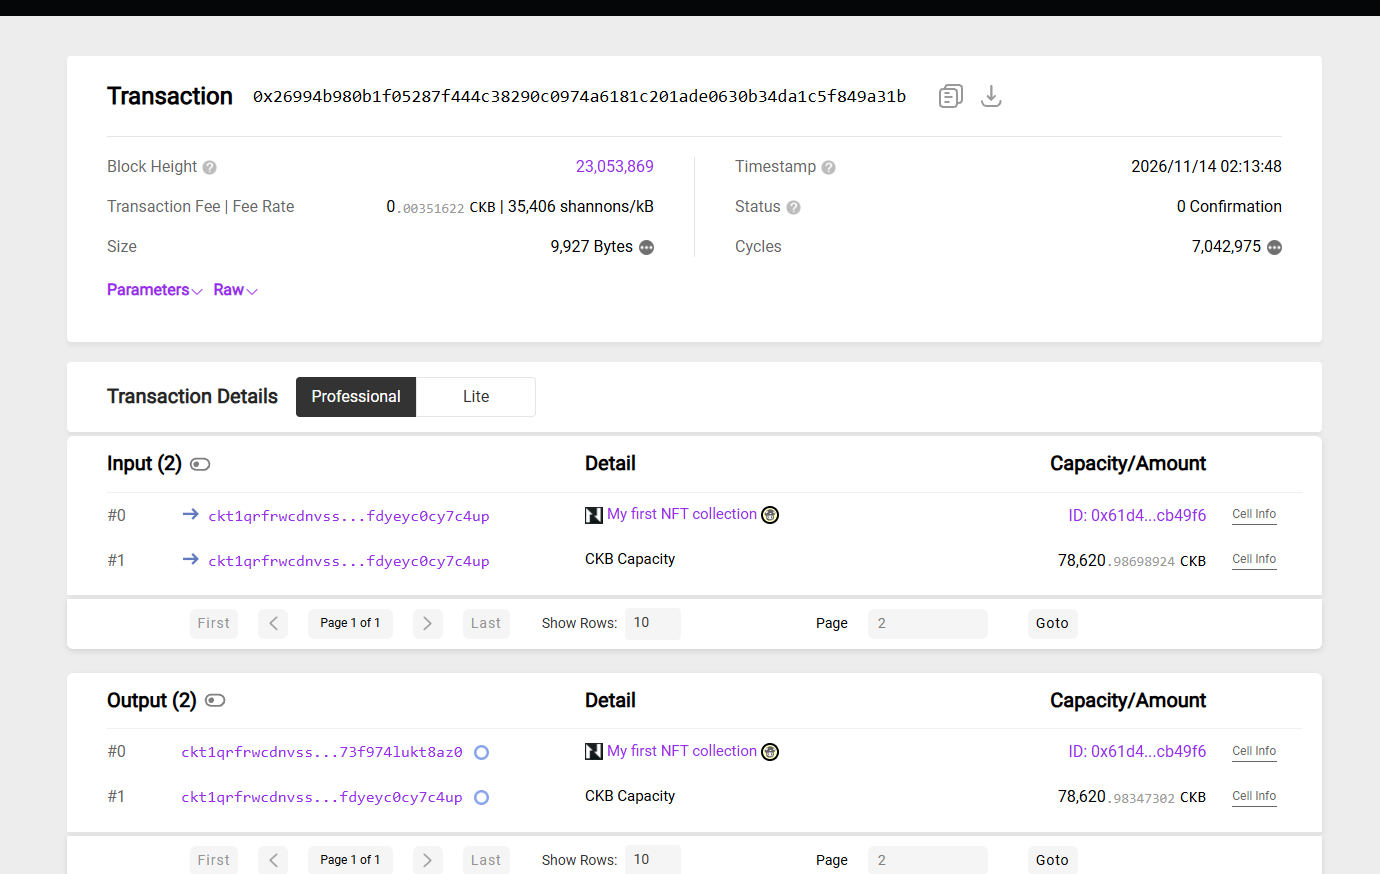 Transaction 0x26994b980b1f05287f444c38290c0974a6181c201ade0630b34da1c5f849a31b
Block Height 23,053,869 Timestamp 2026/11/14 02:13:48
Transaction Fee | Fee Rate 0.00351622 CKB | 35,406 shannons/kB Status 0 Confirmation
Size 9,927 Bytes Cycles 7,042,975
Parameters Raw
Transaction Details Professional Lite
Input (2) Detail Capacity/Amount
#0 ckt1qrfrwcdnvss...fdyeyc0cy7c4up My first NFT collection ID: 0x61d4...cb49f6 Cell Info
#1 ckt1qrfrwcdnvss...fdyeyc0cy7c4up CKB Capacity 78,620.98698924 CKB Cell Info
First Page 1 of 1 Last Show Rows: 10 Page 2 Goto
Output (2) Detail Capacity/Amount
#0 ckt1qrfrwcdnvss...73f974lukt8az0 My first NFT collection ID: 0x61d4...cb49f6 Cell Info
#1 ckt1qrfrwcdnvss...fdyeyc0cy7c4up CKB Capacity 78,620.98347302 CKB Cell Info
First Page 1 of 1 Last Show Rows: 10 Page 2 Goto